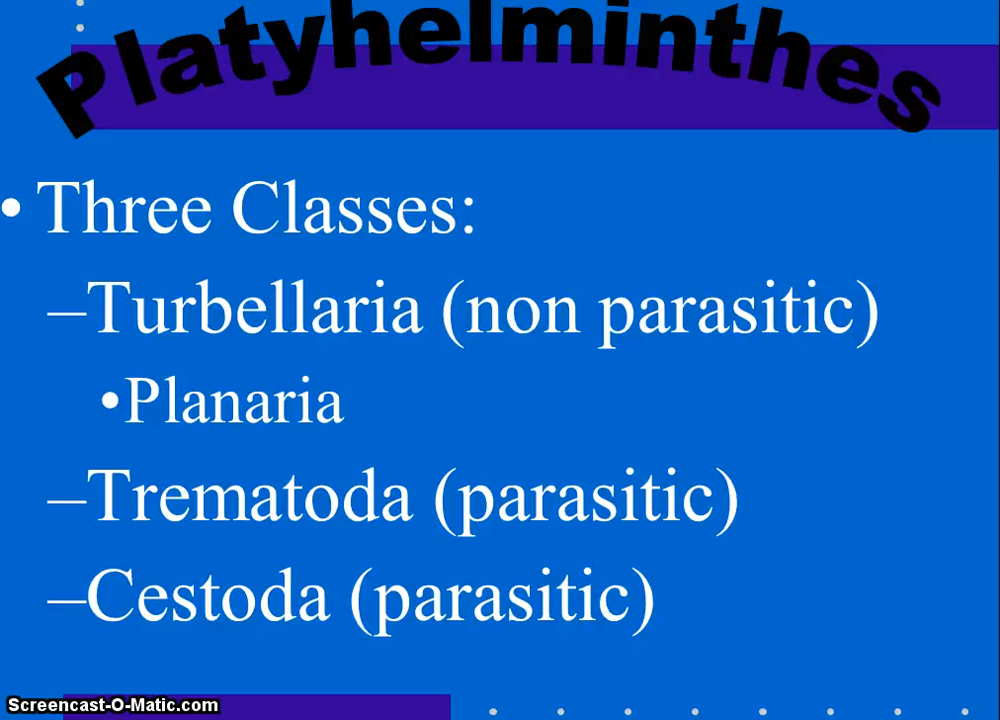 Platyhelminthes
• Three Classes:
–Turbellaria (non parasitic)
•Planaria
–Trematoda (parasitic)
–Cestoda (parasitic)
Screencast-O-Matic.com